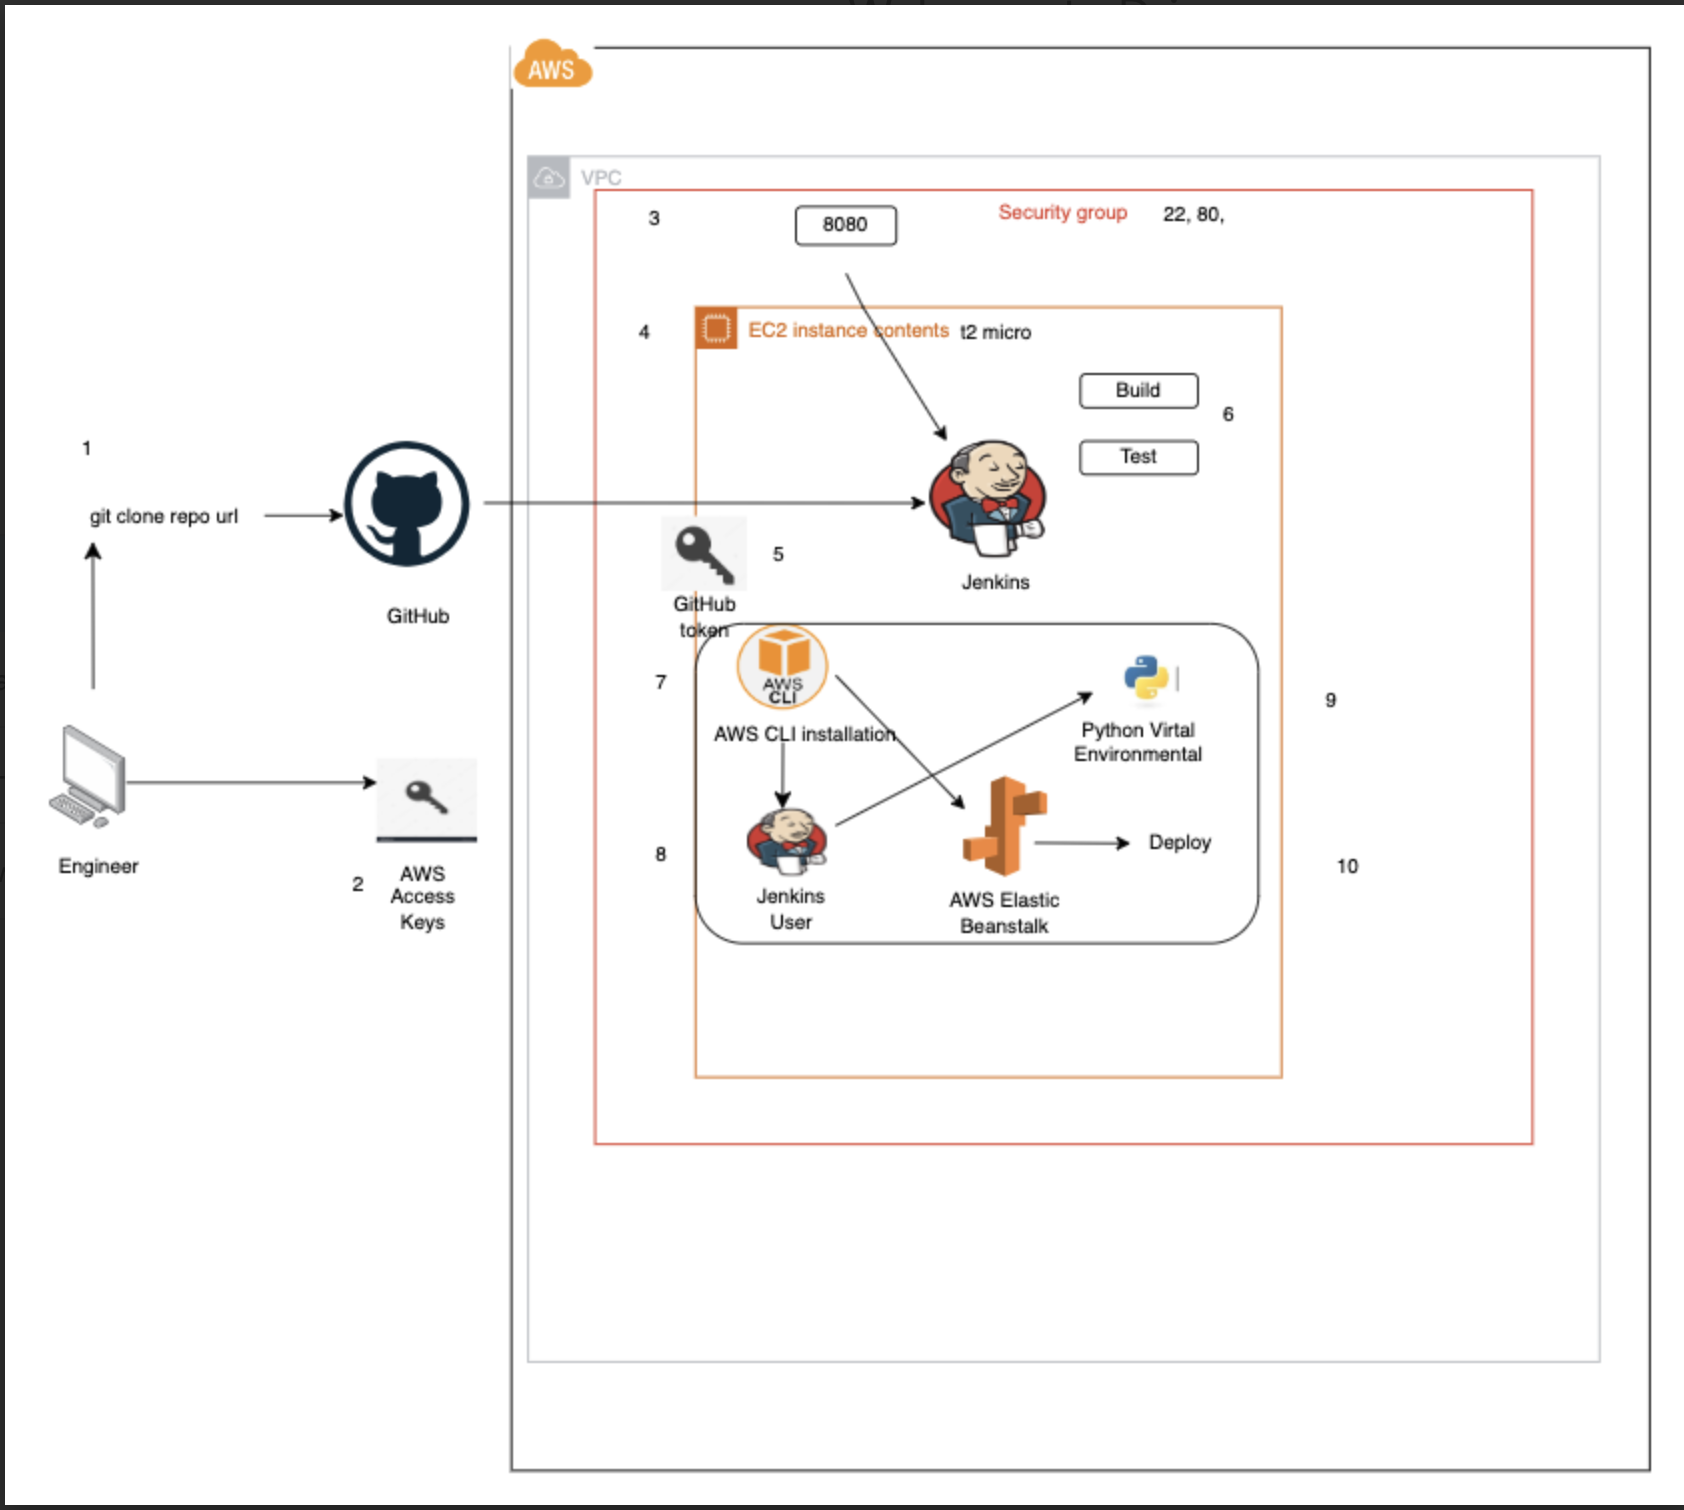 AWS
VPC
3
8080
Security group
22, 80,
4
EC2 instance contents
t2 micro
Build
6
Test
1
git clone repo url
GitHub
5
GitHub
token
Jenkins
7
AWS
CLI
AWS CLI installation
Python Virtal
Environmental
9
Engineer
2
AWS
Access
Keys
8
Jenkins
User
AWS Elastic
Beanstalk
Deploy
10